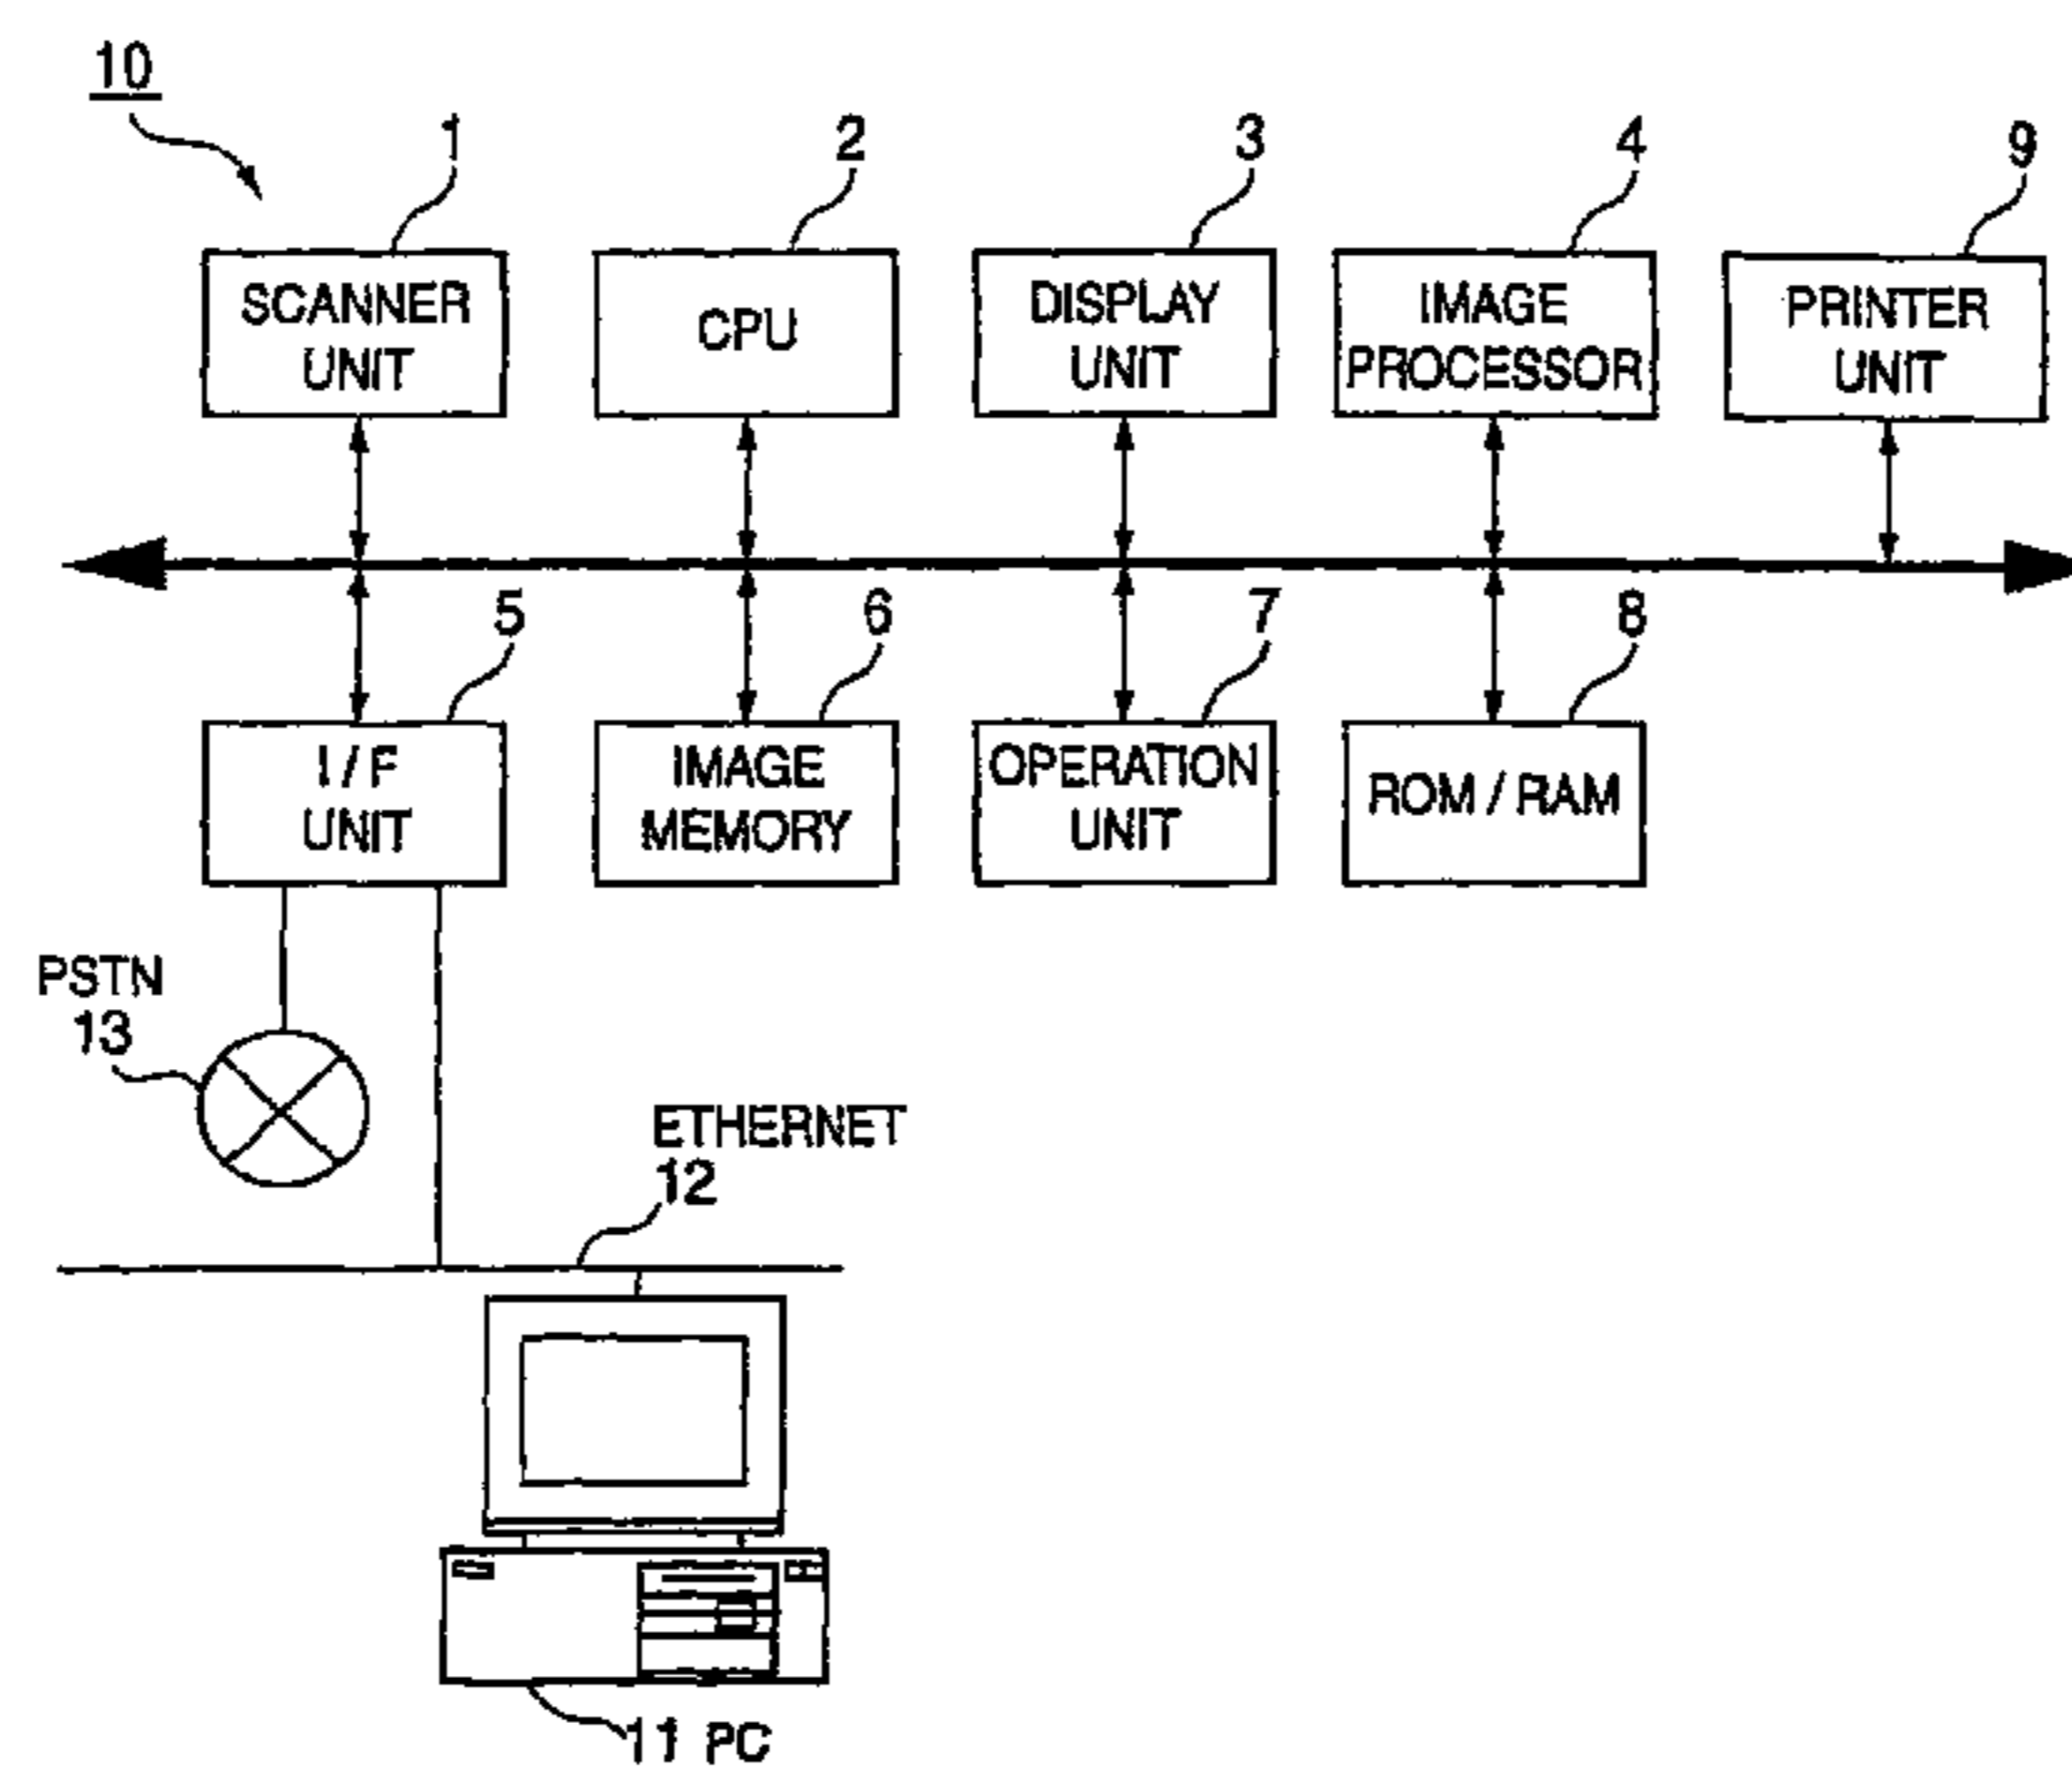 10
1
2
3
4
9
SCANNER
UNIT
CPU
DISPLAY
UNIT
IMAGE
PROCESSOR
PRINTER
UNIT
5
6
7
8
I / F
UNIT
IMAGE
MEMORY
OPERATION
UNIT
ROM / RAM
PSTN
13
ETHERNET
12
11 PC